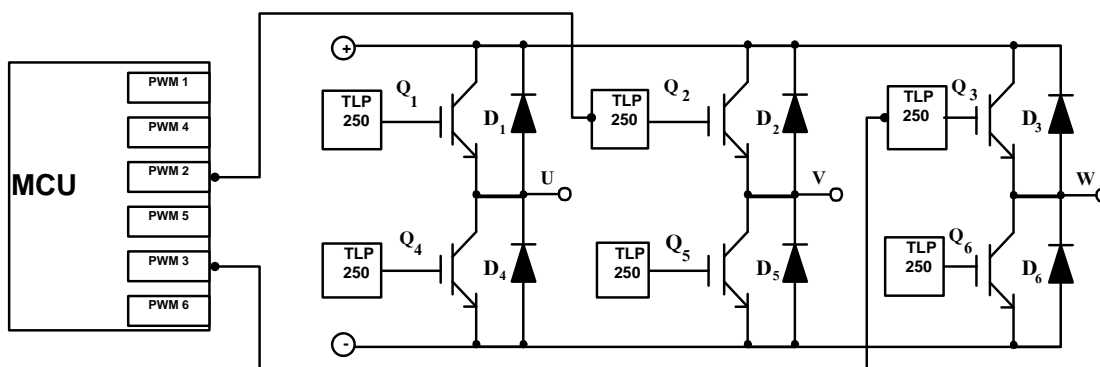 MCU
PWM 1
PWM 4
PWM 2
PWM 5
PWM 3
PWM 6
+
-
TLP
250
Q1
D1
U
TLP
250
Q4
D4
TLP
250
Q2
D2
V
TLP
250
Q5
D5
TLP
250
Q3
D3
W
TLP
250
Q6
D6